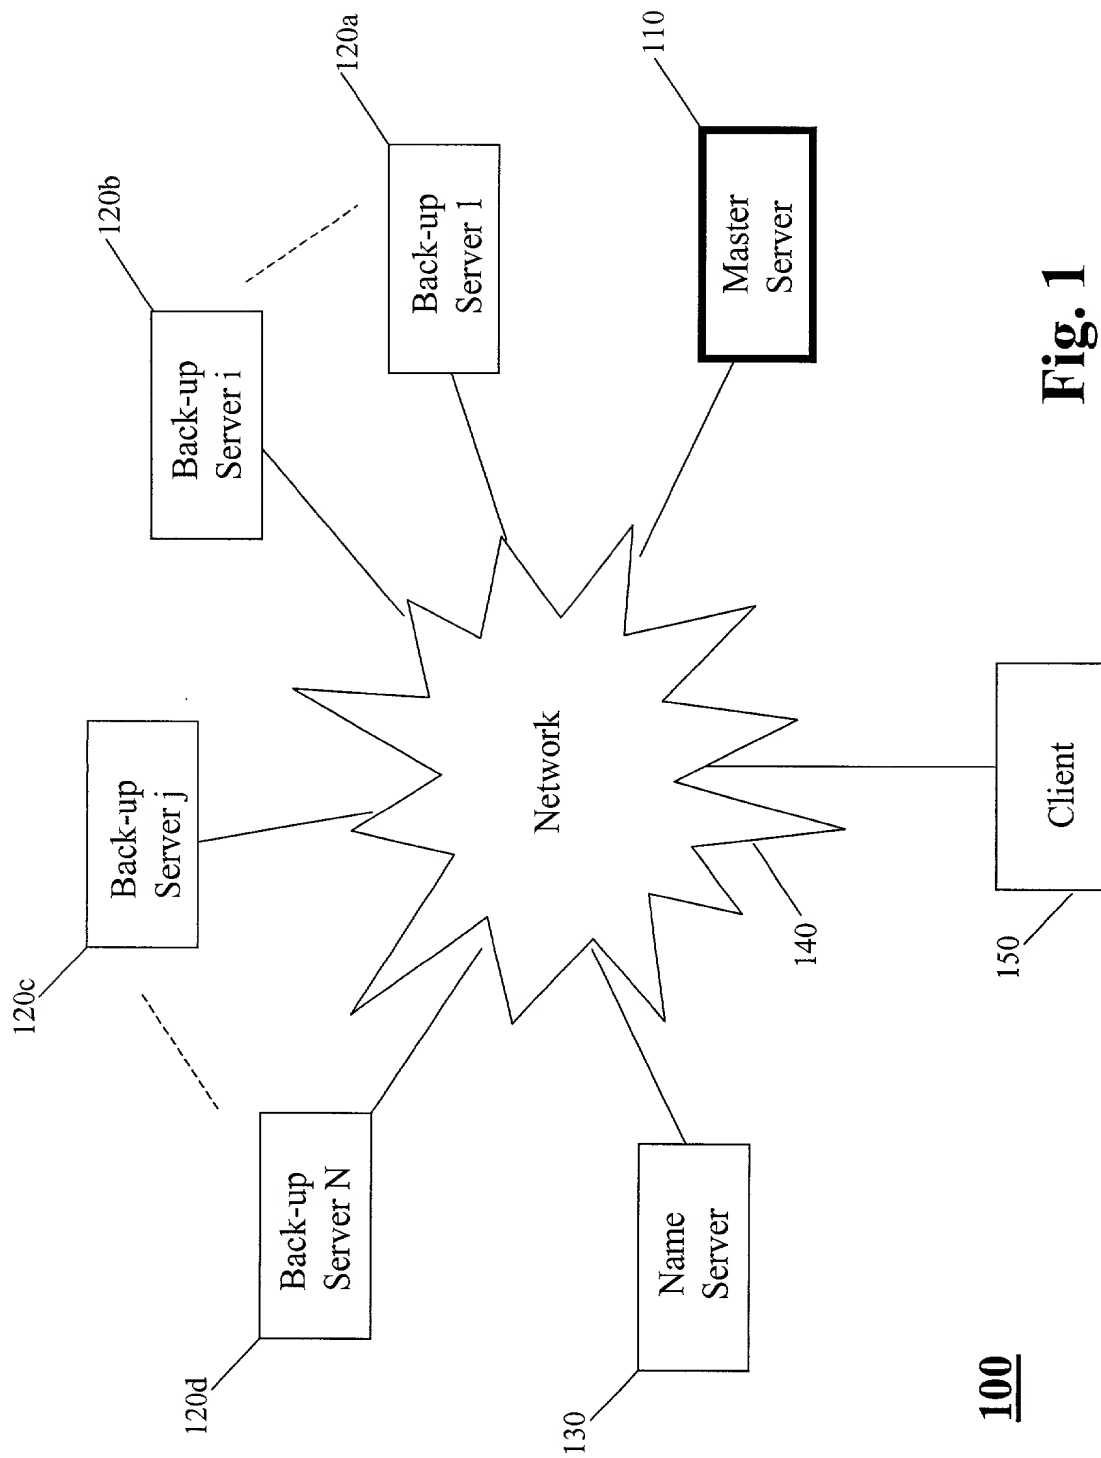 120c
120b
120a
110
Back-up
Server j
Back-up
Server i
Back-up
Server 1
Master
Server
120d
Back-up
Server N
Network
130
Name
Server
140
150
Client
100
Fig. 1